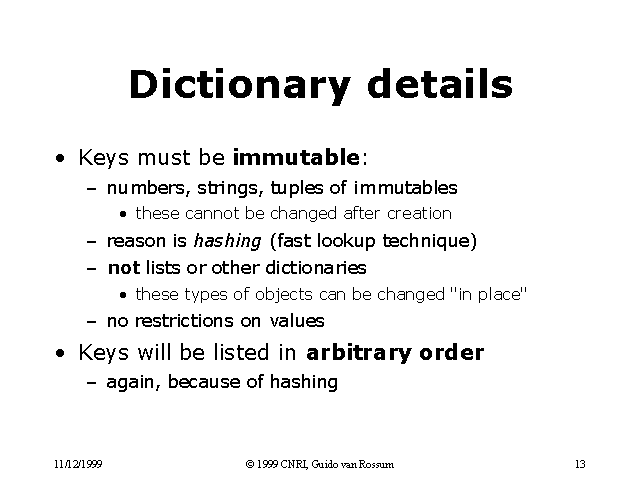 Dictionary details
• Keys must be immutable:
– numbers, strings, tuples of immutables
• these cannot be changed after creation
– reason is hashing (fast lookup technique)
– not lists or other dictionaries
• these types of objects can be changed "in place"
– no restrictions on values
• Keys will be listed in arbitrary order
– again, because of hashing
11/12/1999 © 1999 CNRI, Guido van Rossum 13